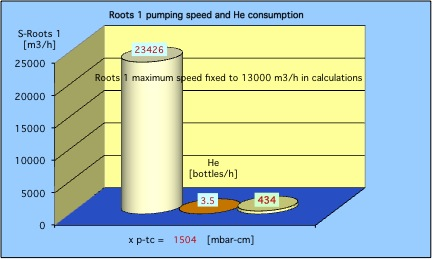 Roots 1 pumping speed and He consumption
S-Roots 1
[m3/h]
23426
Roots 1 maximum speed fixed to 13000 m3/h in calculations
25000
20000
15000
10000
5000
0
He
[bottles/h]
3.5
434
x p-tc = 1504 [mbar-cm]